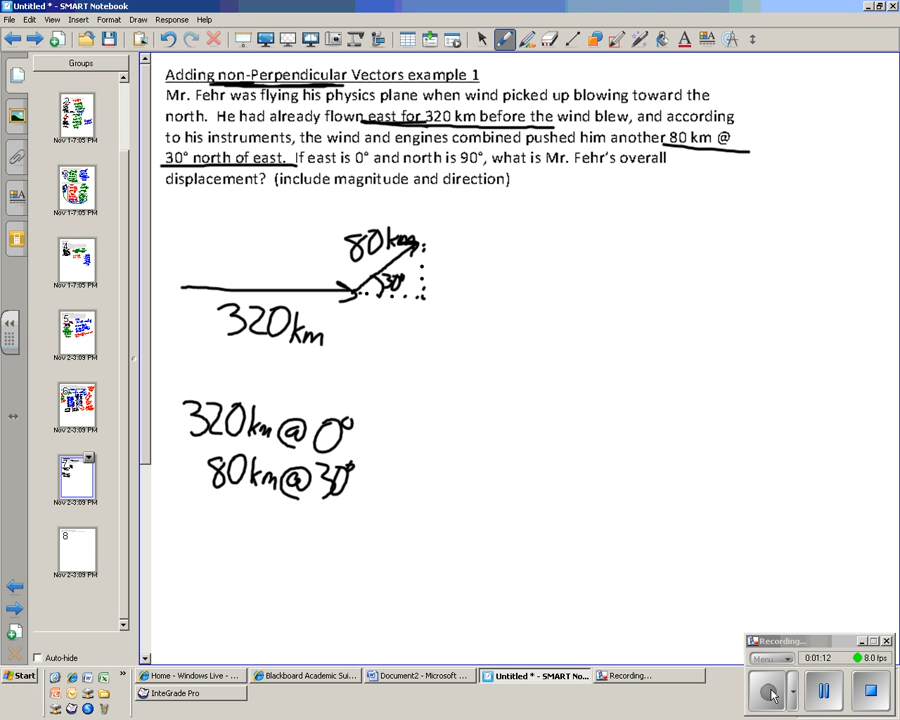 Untitled * - SMART Notebook
File Edit View Insert Format Draw Response Help
Groups
Nov 1-7:05 PM
Nov 1-7:05 PM
Nov 1-7:05 PM
5
Nov 2-3:09 PM
Nov 2-3:09 PM
Nov 2-3:09 PM
8
Nov 2-3:09 PM
Auto-hide
Adding non-Perpendicular Vectors example 1
Mr. Fehr was flying his physics plane when wind picked up blowing toward the
north. He had already flown east for 320 km before the wind blew, and according
to his instruments, the wind and engines combined pushed him another 80 km @
30° north of east. If east is 0° and north is 90°, what is Mr. Fehr's overall
displacement? (include magnitude and direction)
80km
30°
320km
320km@0°
80km@30°
Recording...
Menu 0:01:12 8.0 fps
Start Home - Windows Live - ... Blackboard Academic Sui... Document2 - Microsoft ... Untitled * - SMART No... Recording...
InteGrade Pro